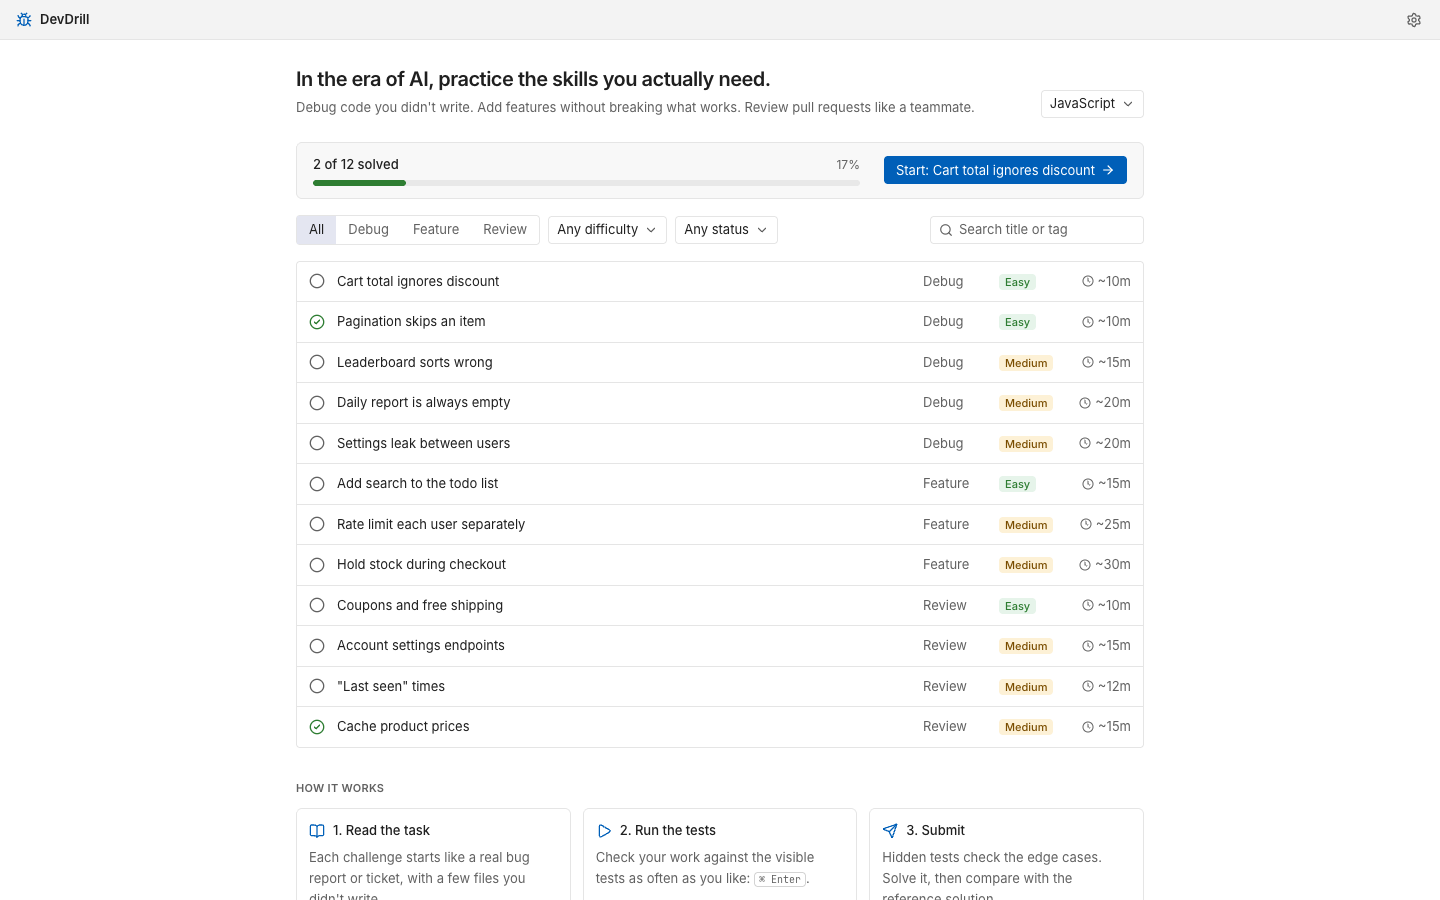 DevDrill
In the era of AI, practice the skills you actually need.
Debug code you didn't write. Add features without breaking what works. Review pull requests like a teammate.
JavaScript
2 of 12 solved
17%
Start: Cart total ignores discount
All Debug Feature Review Any difficulty Any status Search title or tag
Cart total ignores discount Debug Easy ~10m
Pagination skips an item Debug Easy ~10m
Leaderboard sorts wrong Debug Medium ~15m
Daily report is always empty Debug Medium ~20m
Settings leak between users Debug Medium ~20m
Add search to the todo list Feature Easy ~15m
Rate limit each user separately Feature Medium ~25m
Hold stock during checkout Feature Medium ~30m
Coupons and free shipping Review Easy ~10m
Account settings endpoints Review Medium ~15m
"Last seen" times Review Medium ~12m
Cache product prices Review Medium ~15m
HOW IT WORKS
1. Read the task
Each challenge starts like a real bug
report or ticket, with a few files you
didn't write.
2. Run the tests
Check your work against the visible
tests as often as you like: ⌘ Enter.
3. Submit
Hidden tests check the edge cases.
Solve it, then compare with the
reference solution.